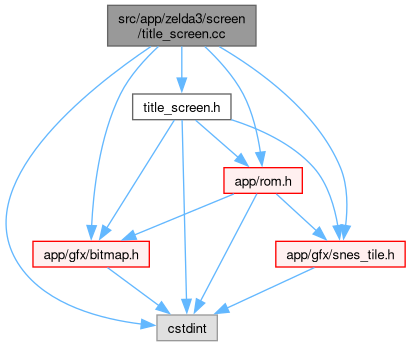 src/app/zelda3/screen
/title_screen.cc
title_screen.h
app/rom.h
app/gfx/bitmap.h
app/gfx/snes_tile.h
cstdint